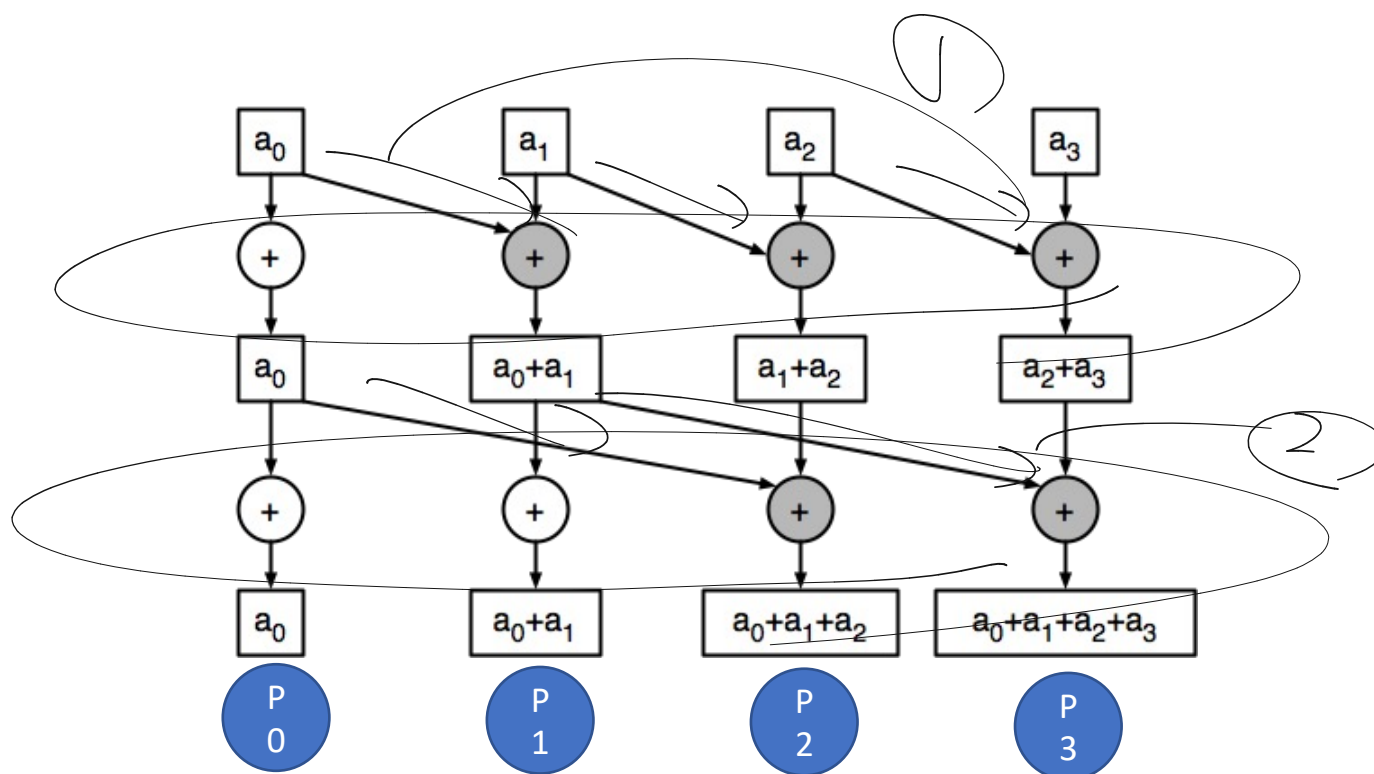 1
a₀ a₁ a₂ a₃
+ + + +
a₀ a₀+a₁ a₁+a₂ a₂+a₃
2
+ + + +
a₀ a₀+a₁ a₀+a₁+a₂ a₀+a₁+a₂+a₃
P P P P
0 1 2 3